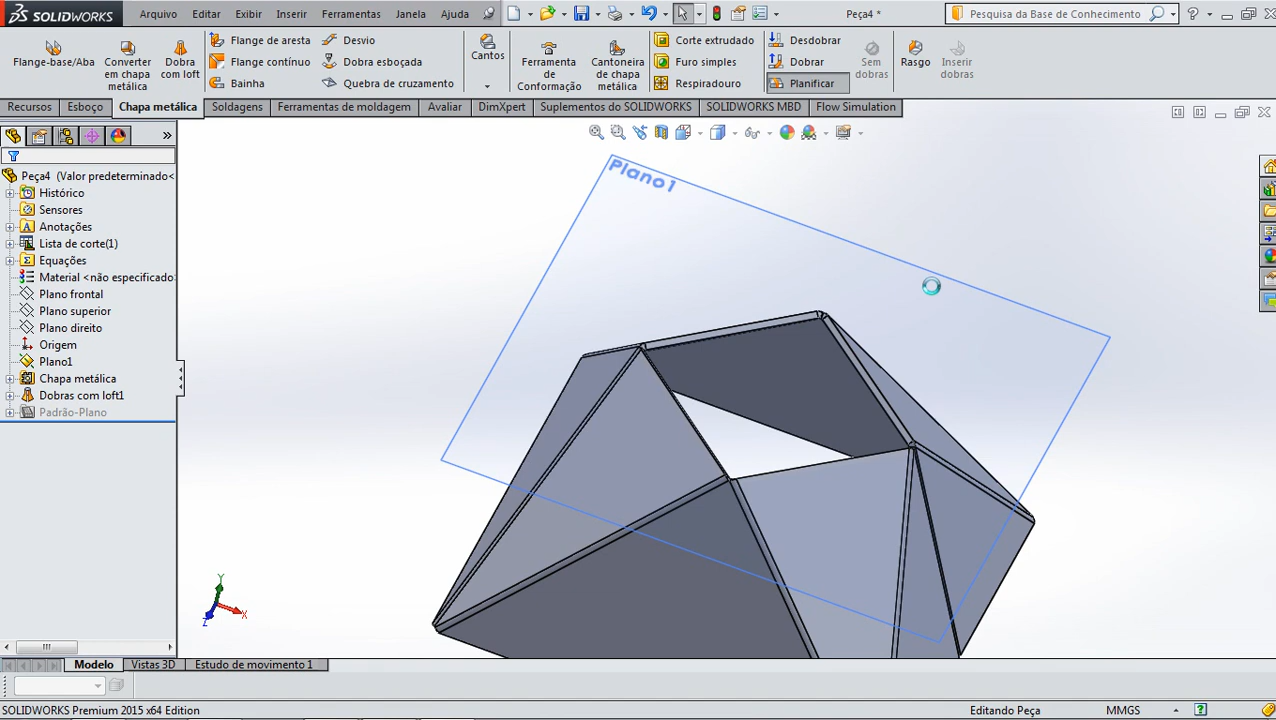 SOLIDWORKS Arquivo Editar Exibir Inserir Ferramentas Janela Ajuda Peça4 * Pesquisa da Base de Conhecimento
Flange-base/Aba
Converter em chapa metálica
Dobra com loft
Flange de aresta
Flange contínuo
Bainha
Desvio
Dobra esboçada
Quebra de cruzamento
Cantos
Ferramenta de Conformação
Cantoneira de chapa metálica
Corte extrudado
Furo simples
Respiradouro
Desdobrar
Dobrar
Planificar
Sem dobras
Rasgo
Inserir dobras
Recursos Esboço Chapa metálica Soldagens Ferramentas de moldagem Avaliar DimXpert Suplementos do SOLIDWORKS SOLIDWORKS MBD Flow Simulation
Peça4 (Valor predeterminado<
Histórico
Sensores
Anotações
Lista de corte(1)
Equações
Material <não especificado>
Plano frontal
Plano superior
Plano direito
Origem
Plano1
Chapa metálica
Dobras com loft1
Padrão-Plano
Plano1
Y
X
Z
Modelo Vistas 3D Estudo de movimento 1
SOLIDWORKS Premium 2015 x64 Edition Editando Peça MMGS